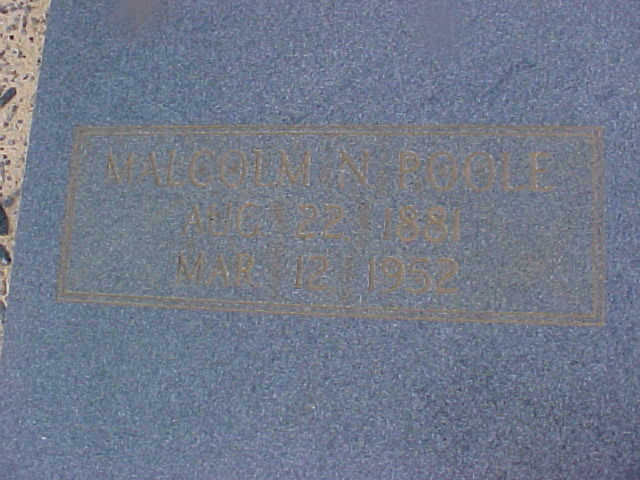 MALCOLM N. POOLE
AUG. 22, 1881
MAR. 12, 1952